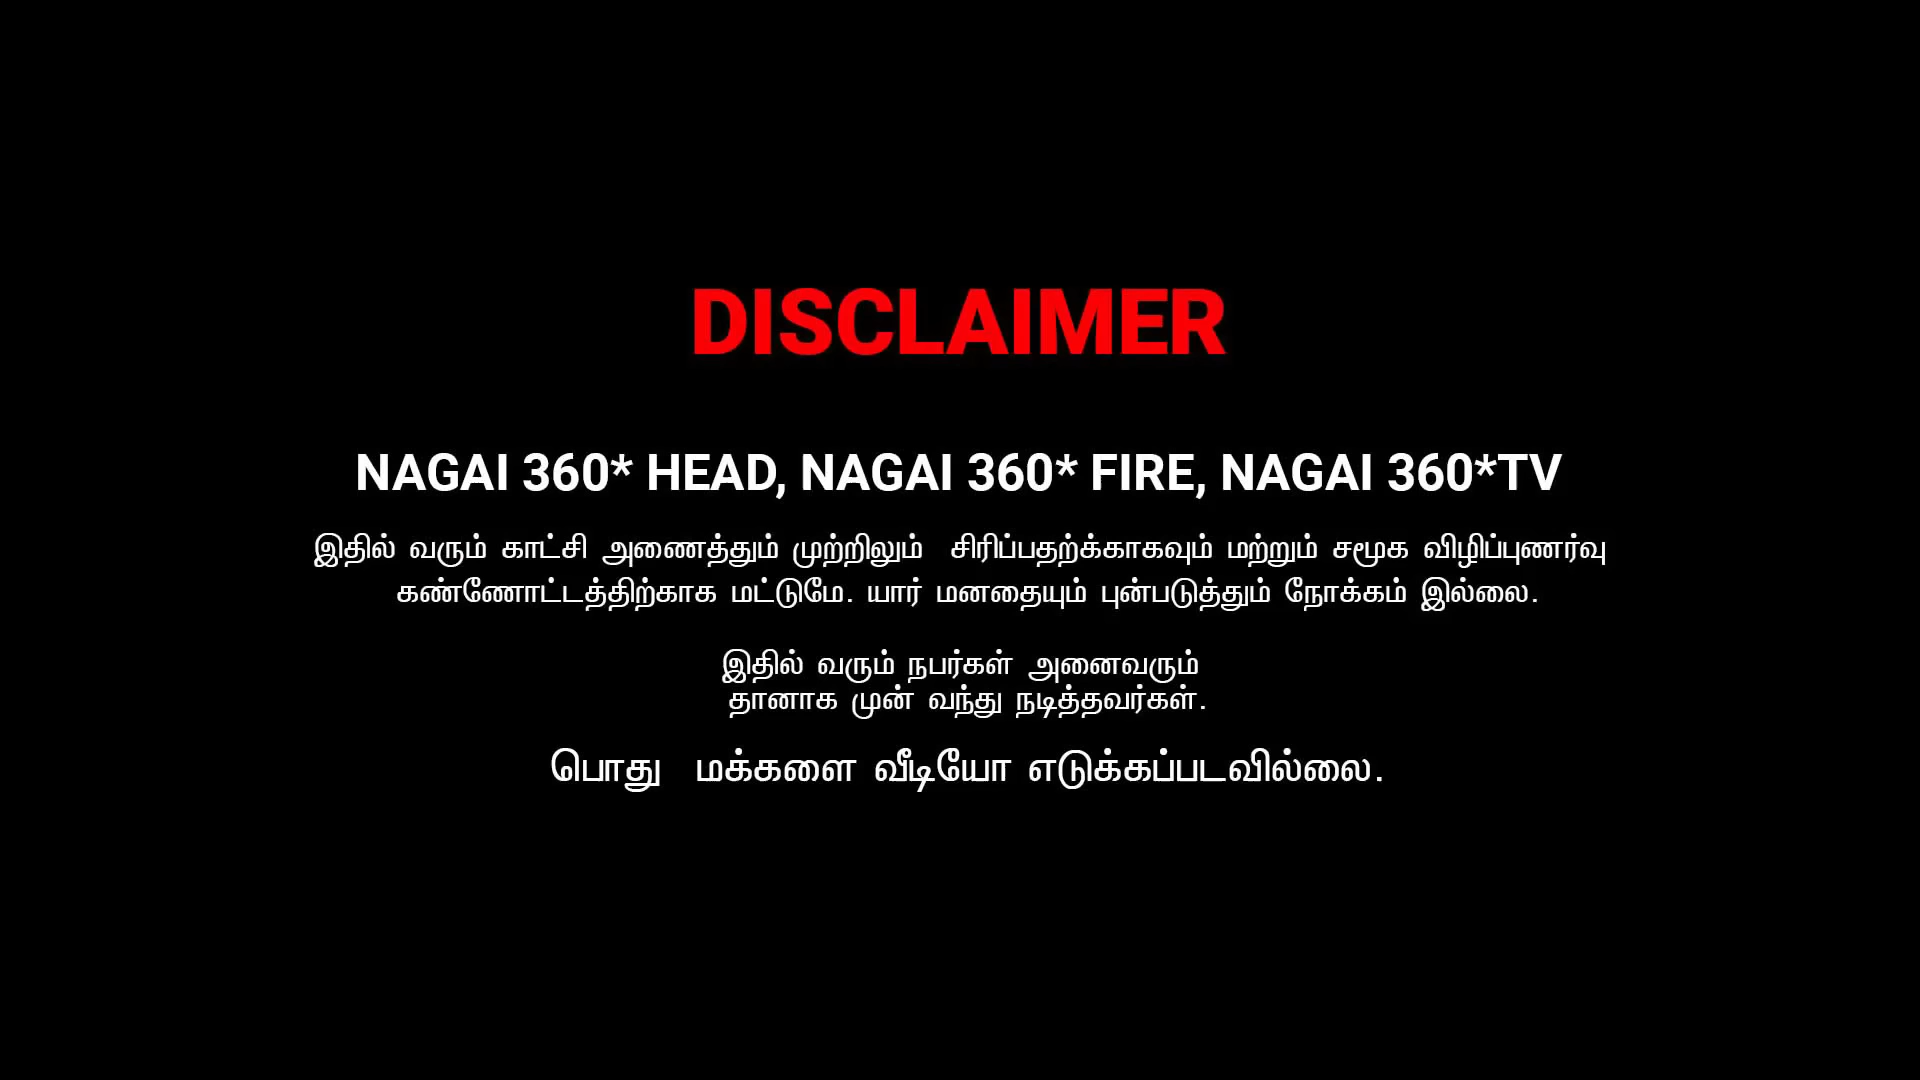 DISCLAIMER
NAGAI 360* HEAD, NAGAI 360* FIRE, NAGAI 360*TV
இதில் வரும் காட்சி அணைத்தும் முற்றிலும் சிரிப்பதற்க்காகவும் மற்றும் சமூக விழிப்புணர்வு
கண்ணோட்டத்திற்காக மட்டுமே. யார் மனதையும் புன்படுத்தும் நோக்கம் இல்லை.
இதில் வரும் நபர்கள் அனைவரும்
தானாக முன் வந்து நடித்தவர்கள்.
பொது மக்களை வீடியோ எடுக்கப்படவில்லை.